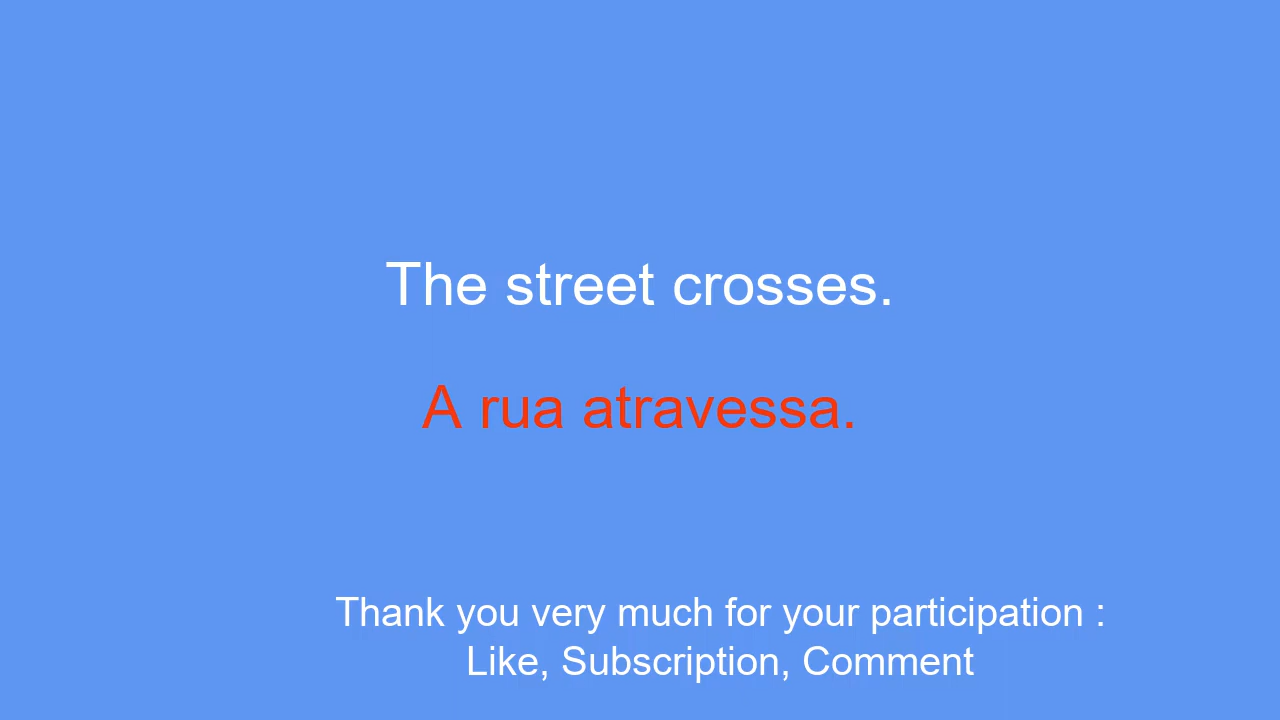 The street crosses.
A rua atravessa.
Thank you very much for your participation :
Like, Subscription, Comment